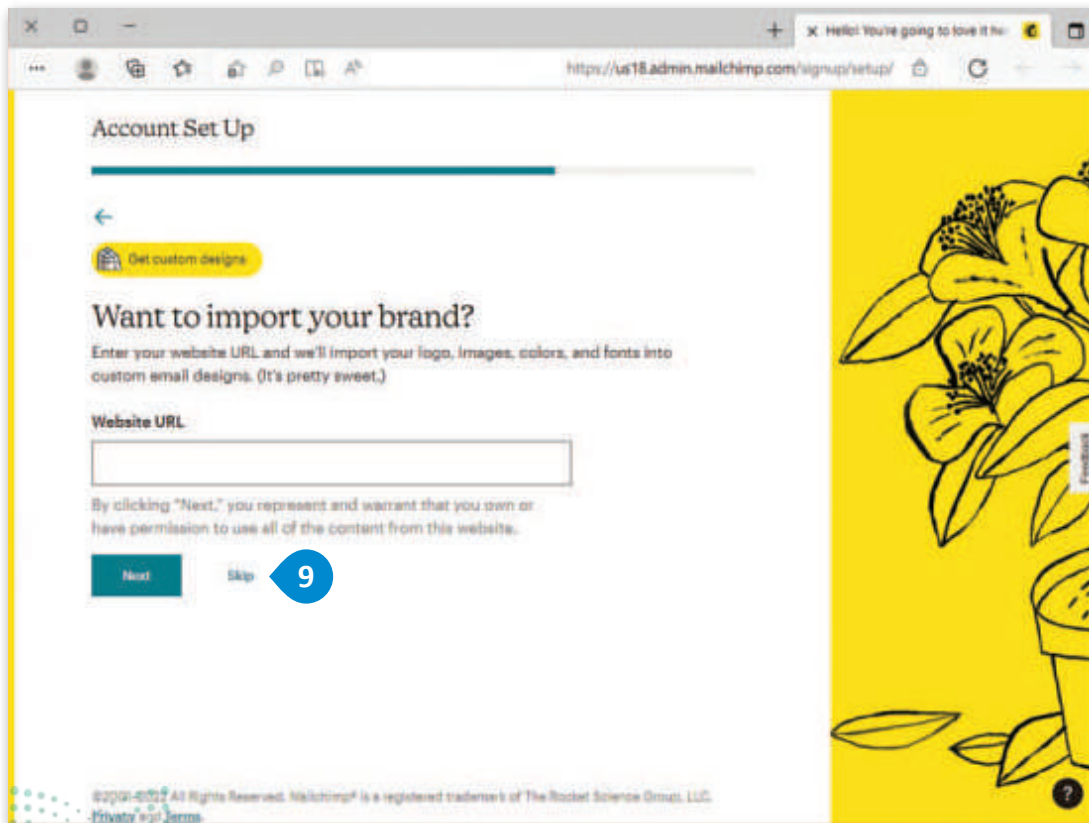 Hello! You're going to love it he
https://us18.admin.mailchimp.com/signup/setup/
Account Set Up
Get custom designs
Want to import your brand?
Enter your website URL and we'll import your logo, images, colors, and fonts into
custom email designs. (It's pretty sweet.)
Website URL
By clicking "Next," you represent and warrant that you own or
have permission to use all of the content from this website.
Next
Skip
9
Feedback
All Rights Reserved. Mailchimp® is a registered trademark of The Rocket Science Group, LLC.
Privacy and Terms
?